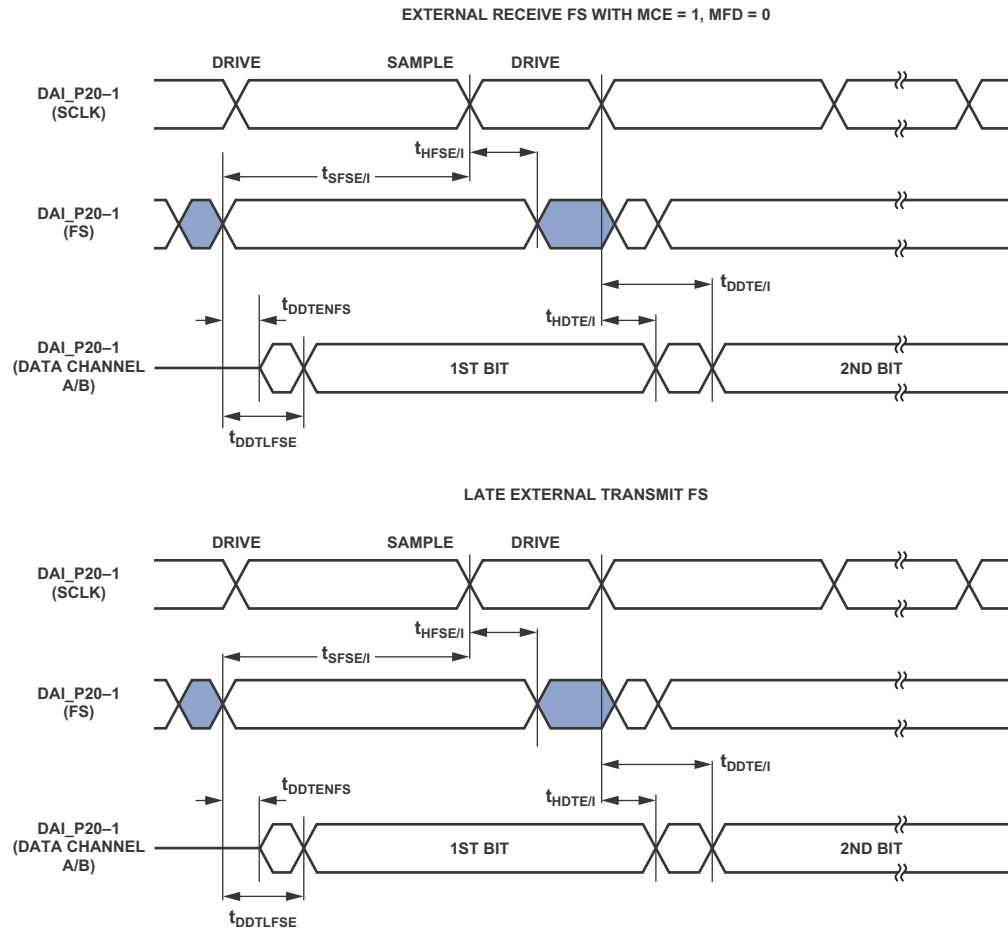 EXTERNAL RECEIVE FS WITH MCE = 1, MFD = 0
DRIVE SAMPLE DRIVE
DAI_P20–1
(SCLK)
tHFSE/I
tSFSE/I
DAI_P20–1
(FS)
tDDTE/I
tDDTENFS
tHDTE/I
DAI_P20–1
(DATA CHANNEL
A/B)
1ST BIT 2ND BIT
tDDTLFSE
LATE EXTERNAL TRANSMIT FS
DRIVE SAMPLE DRIVE
DAI_P20–1
(SCLK)
tHFSE/I
tSFSE/I
DAI_P20–1
(FS)
tDDTE/I
tDDTENFS
tHDTE/I
DAI_P20–1
(DATA CHANNEL
A/B)
1ST BIT 2ND BIT
tDDTLFSE